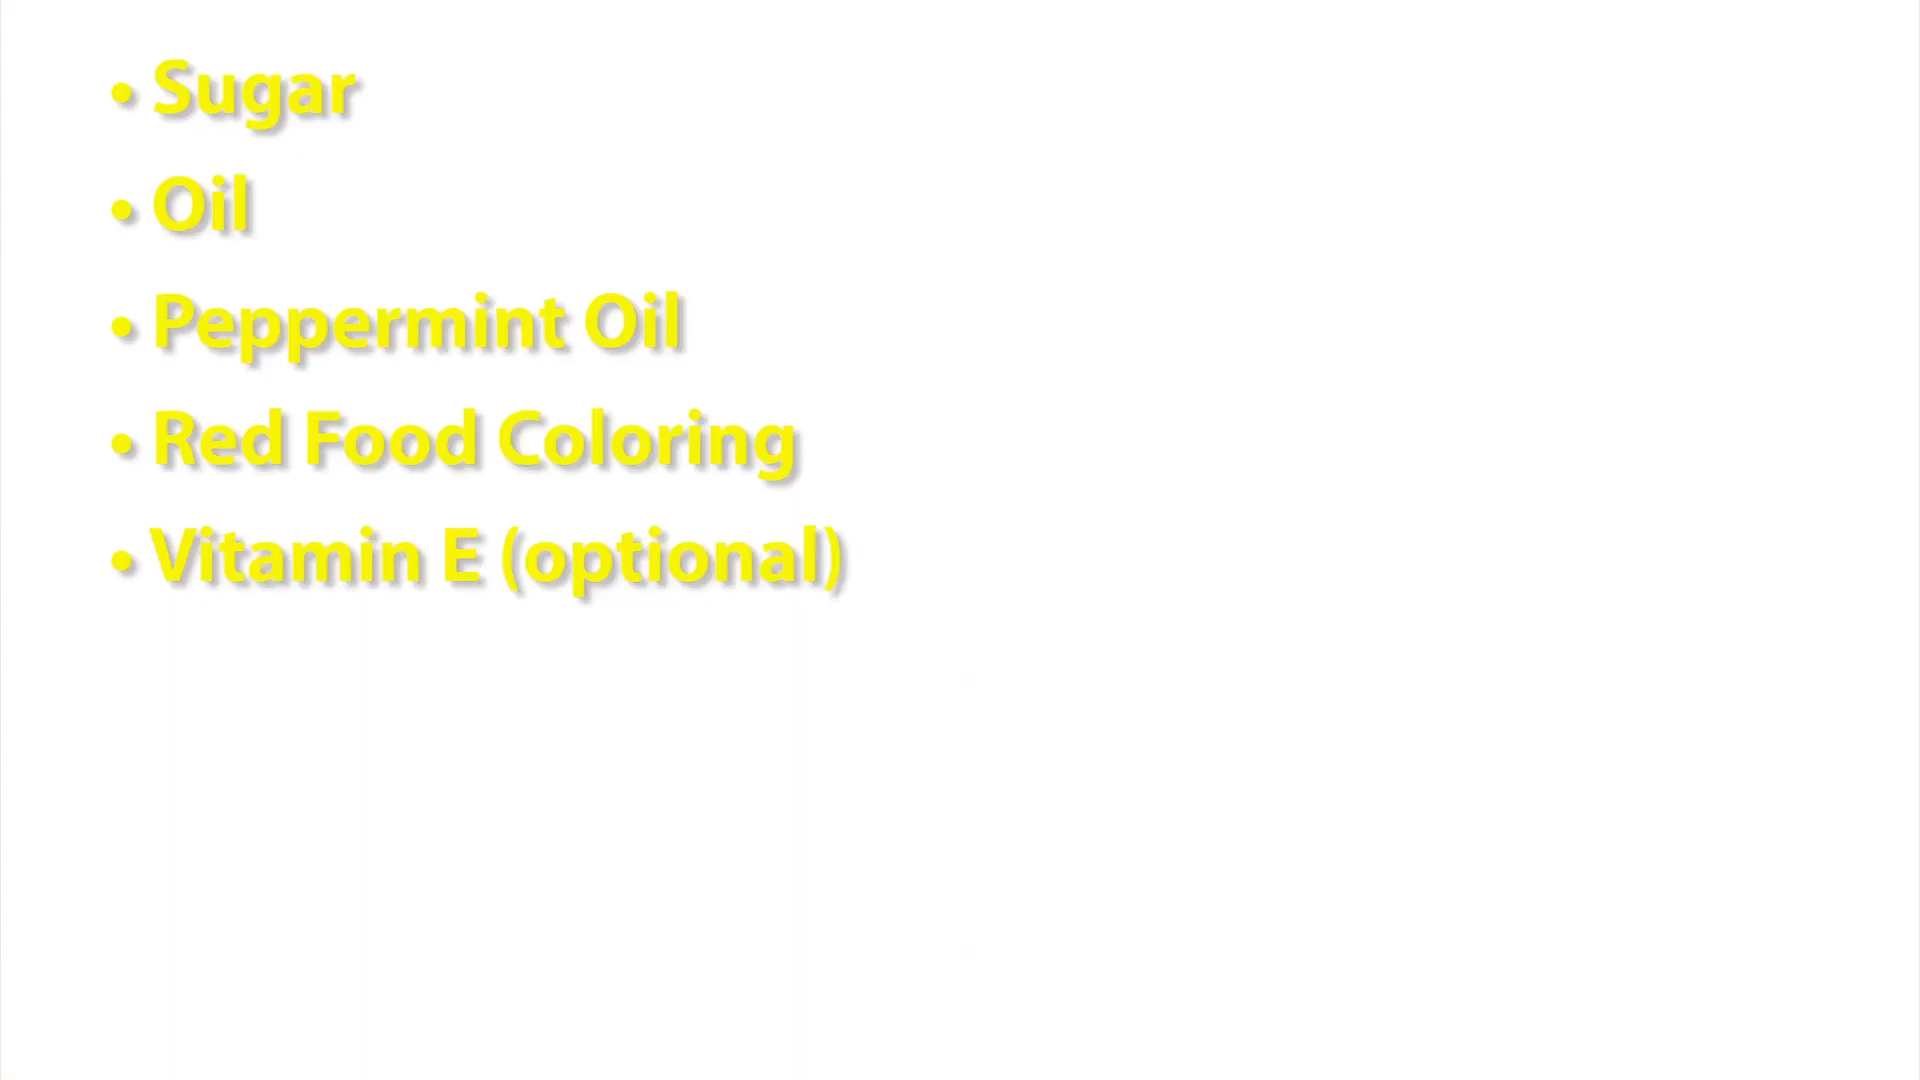 • Sugar
• Oil
• Peppermint Oil
• Red Food Coloring
• Vitamin E (optional)